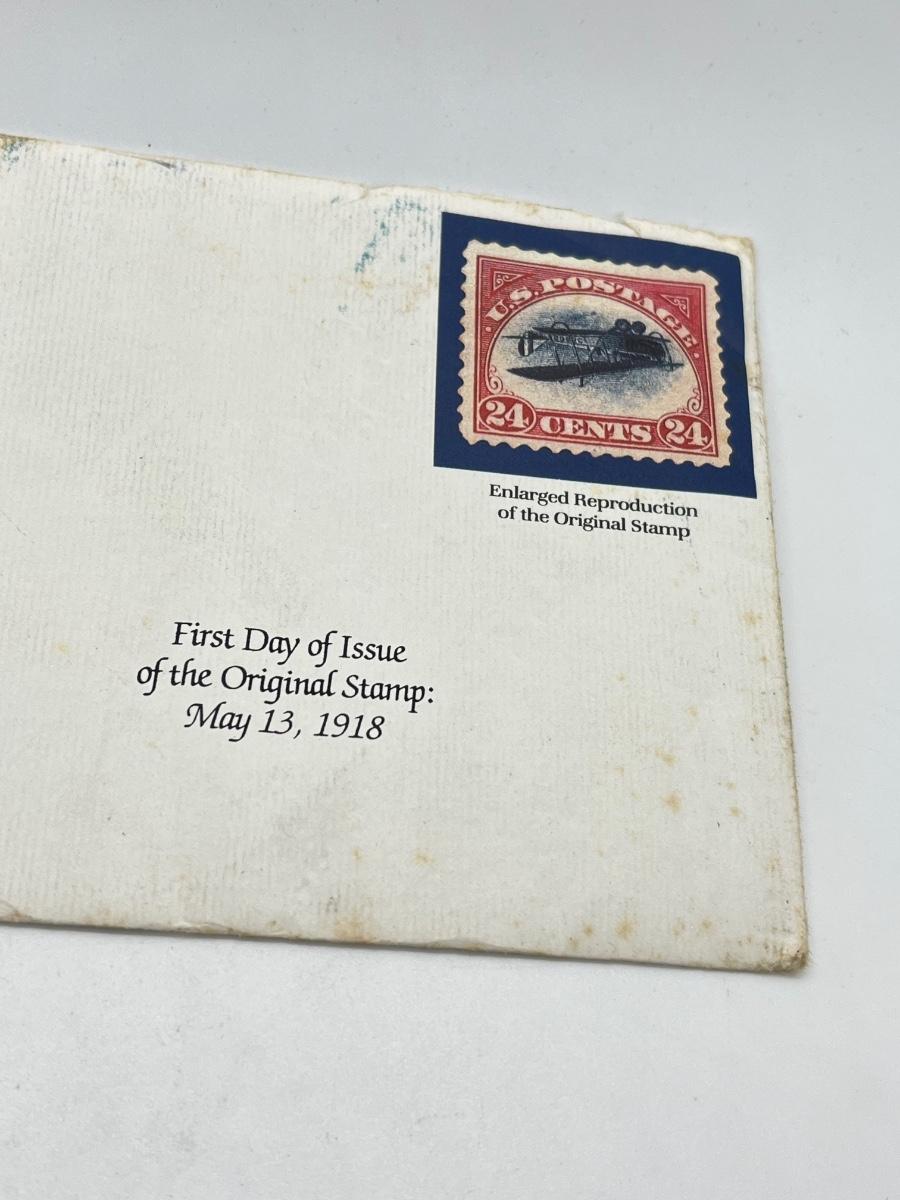 U.S. POSTAGE
24 CENTS 24
Enlarged Reproduction
of the Original Stamp
First Day of Issue
of the Original Stamp:
May 13, 1918